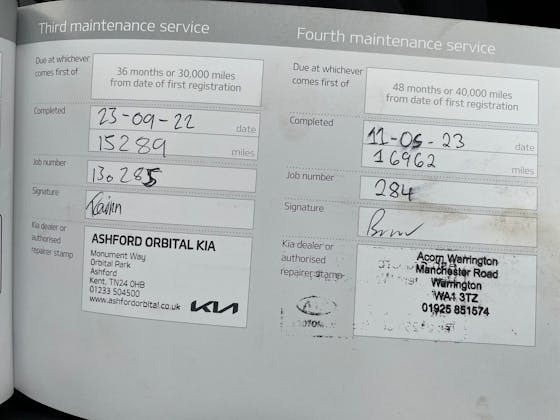 Third maintenance service
Due at whichever
comes first of
36 months or 30,000 miles
from date of first registration
Completed
23-09-22
date
15289
miles
Job number
130285
Signature
Kia dealer or
authorised
repairer stamp
ASHFORD ORBITAL KIA
Monument Way
Orbital Park
Ashford
Kent, TN24 0HB
01233 504500
www.ashfordorbital.co.uk
KIA
Fourth maintenance service
Due at whichever
comes first of
48 months or 40,000 miles
from date of first registration
Completed
11-05-23
date
16962
miles
Job number
284
Signature
Kia dealer or
authorised
repairer stamp
Acorn Warrington
Manchester Road
Warrington
WA1 3TZ
01925 851574